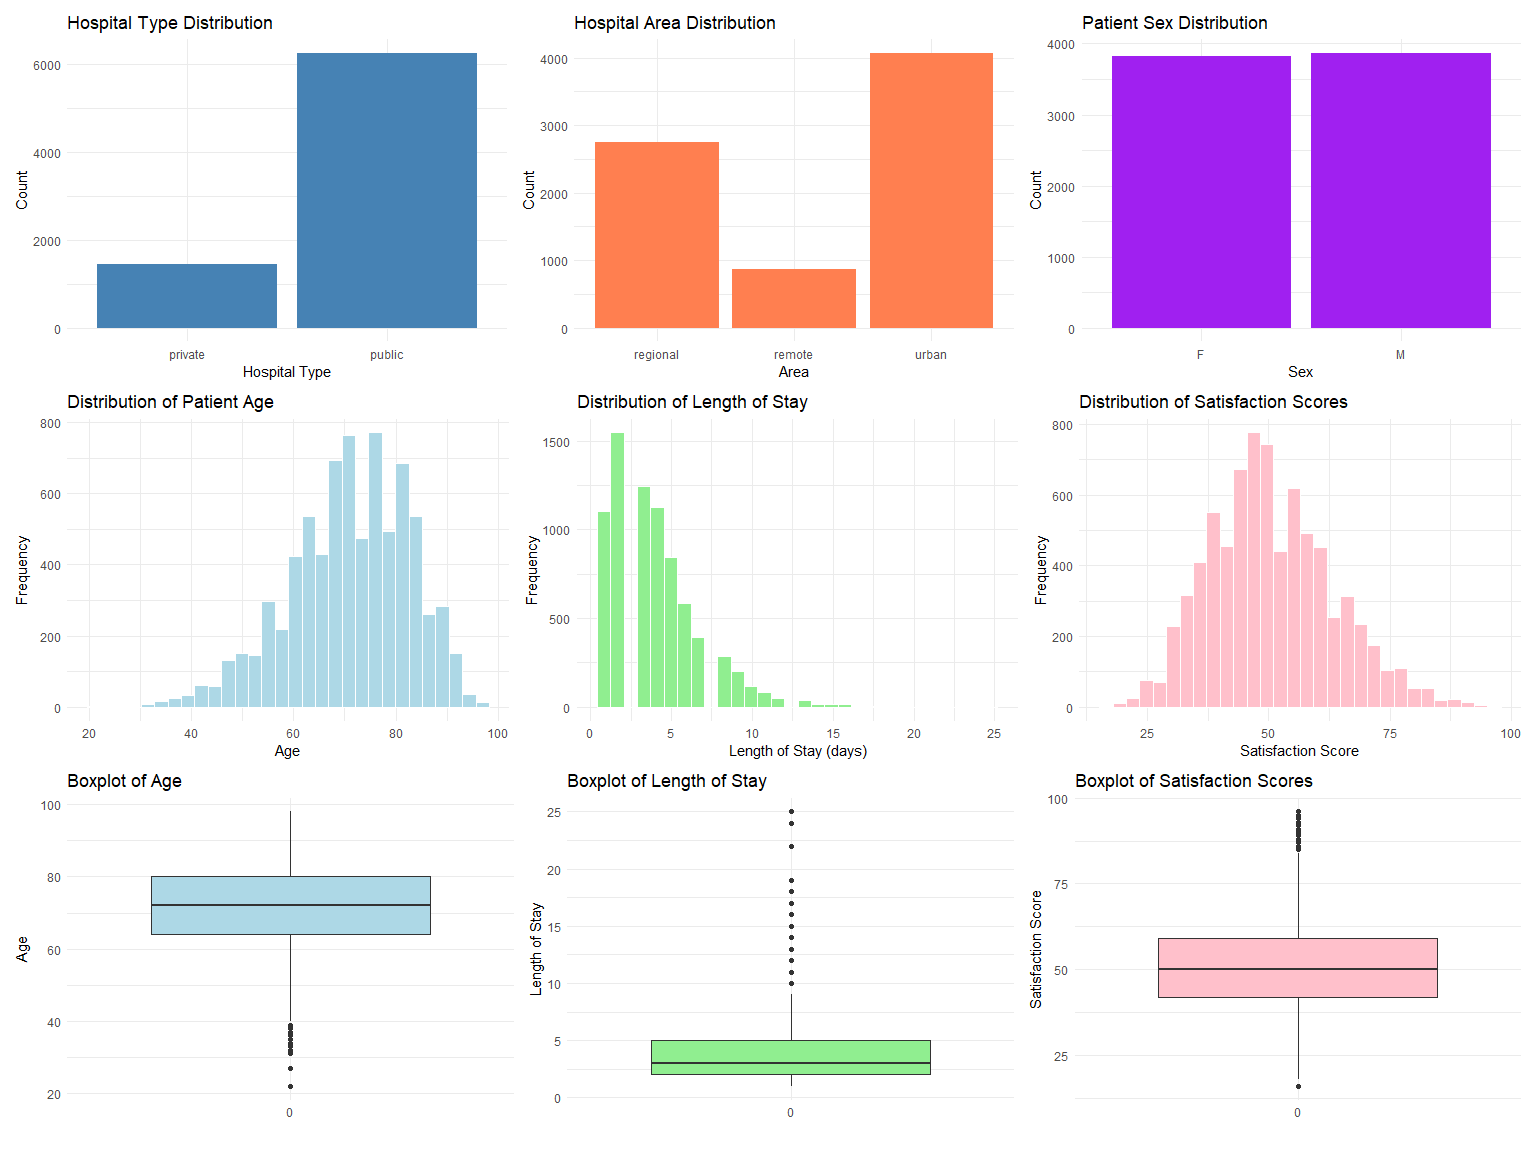 Hospital Type Distribution
6000
4000
2000
0
Count
private public
Hospital Type
Hospital Area Distribution
4000
3000
2000
1000
0
Count
regional remote urban
Area
Patient Sex Distribution
4000
3000
2000
1000
0
Count
F M
Sex
Distribution of Patient Age
800
600
400
200
0
Frequency
20 40 60 80 100
Age
Distribution of Length of Stay
1500
1000
500
0
Frequency
0 5 10 15 20 25
Length of Stay (days)
Distribution of Satisfaction Scores
800
600
400
200
0
Frequency
25 50 75 100
Satisfaction Score
Boxplot of Age
100
80
60
40
20
Age
0
Boxplot of Length of Stay
25
20
15
10
5
0
Length of Stay
0
Boxplot of Satisfaction Scores
100
75
50
25
Satisfaction Score
0